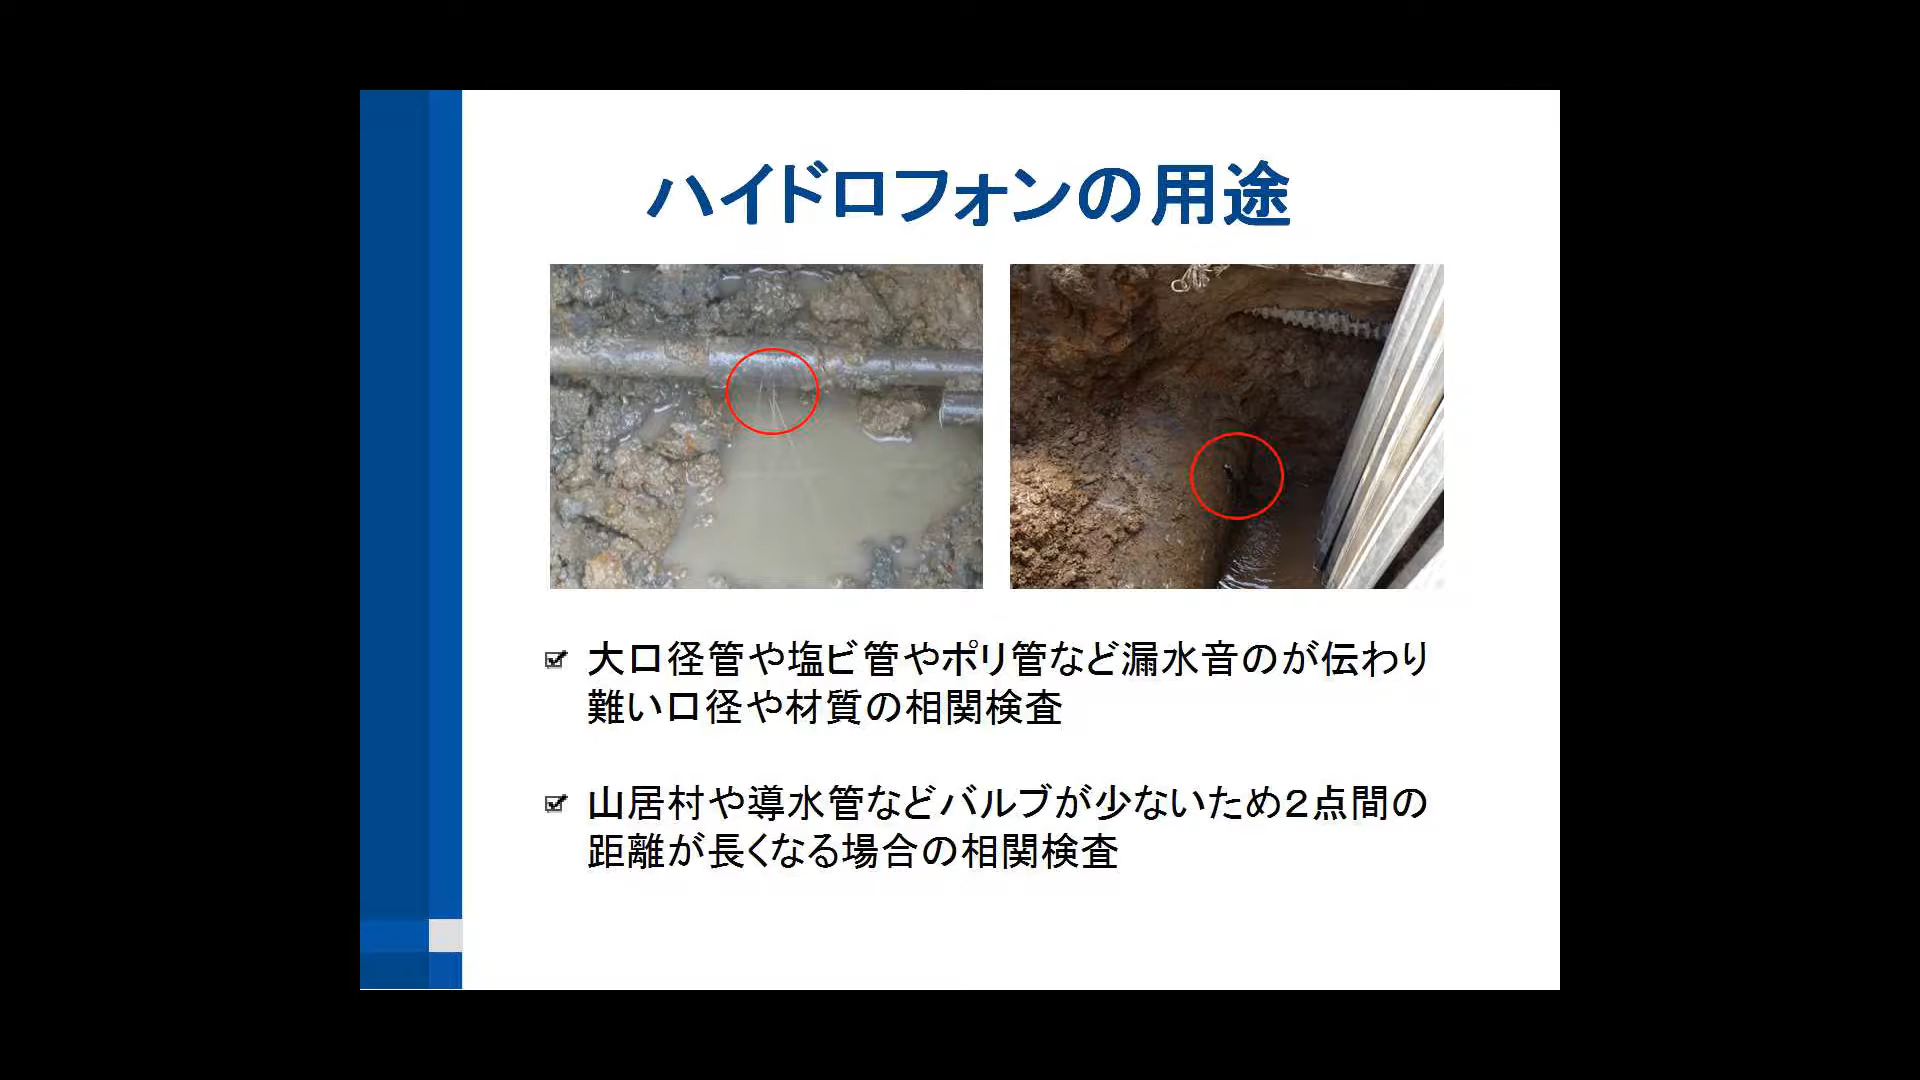 ハイドロフォンの用途
大口径管や塩ビ管やポリ管など漏水音のが伝わり
難い口径や材質の相関検査
山居村や導水管などバルブが少ないため２点間の
距離が長くなる場合の相関検査